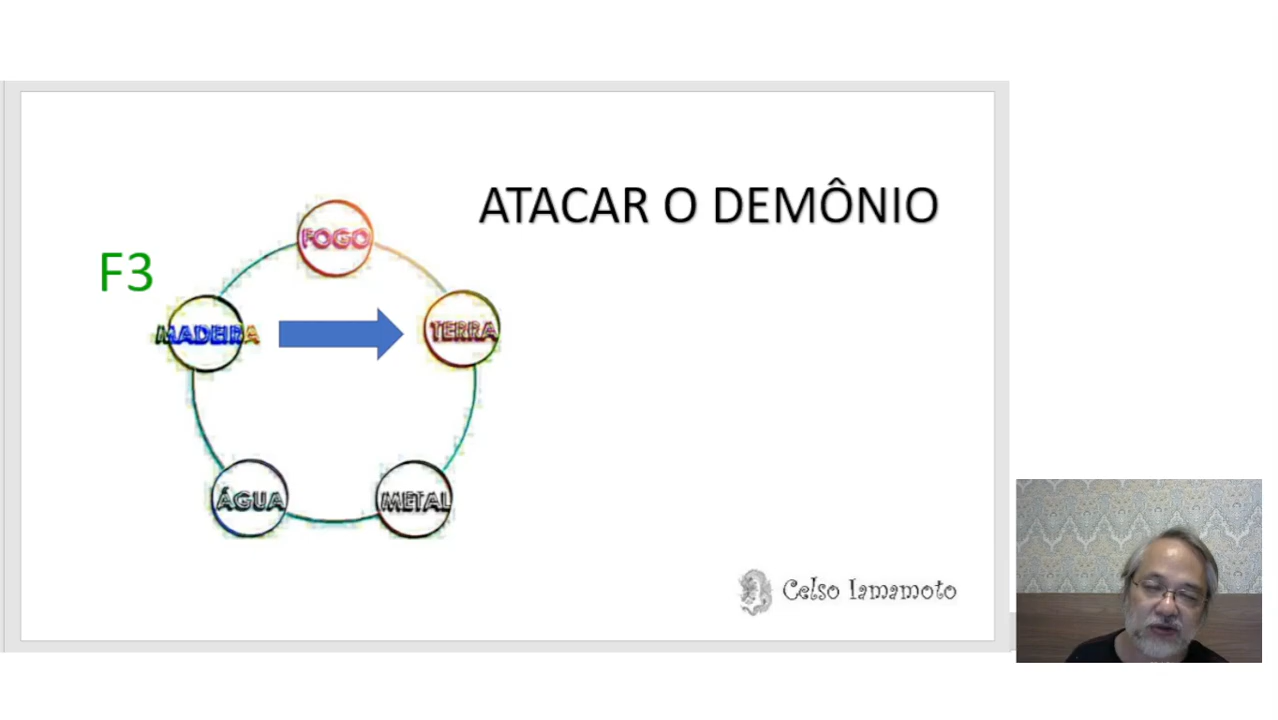 ATACAR O DEMÔNIO
FOGO
F3
MADEIRA
TERRA
ÁGUA
METAL
Celso Iamamoto